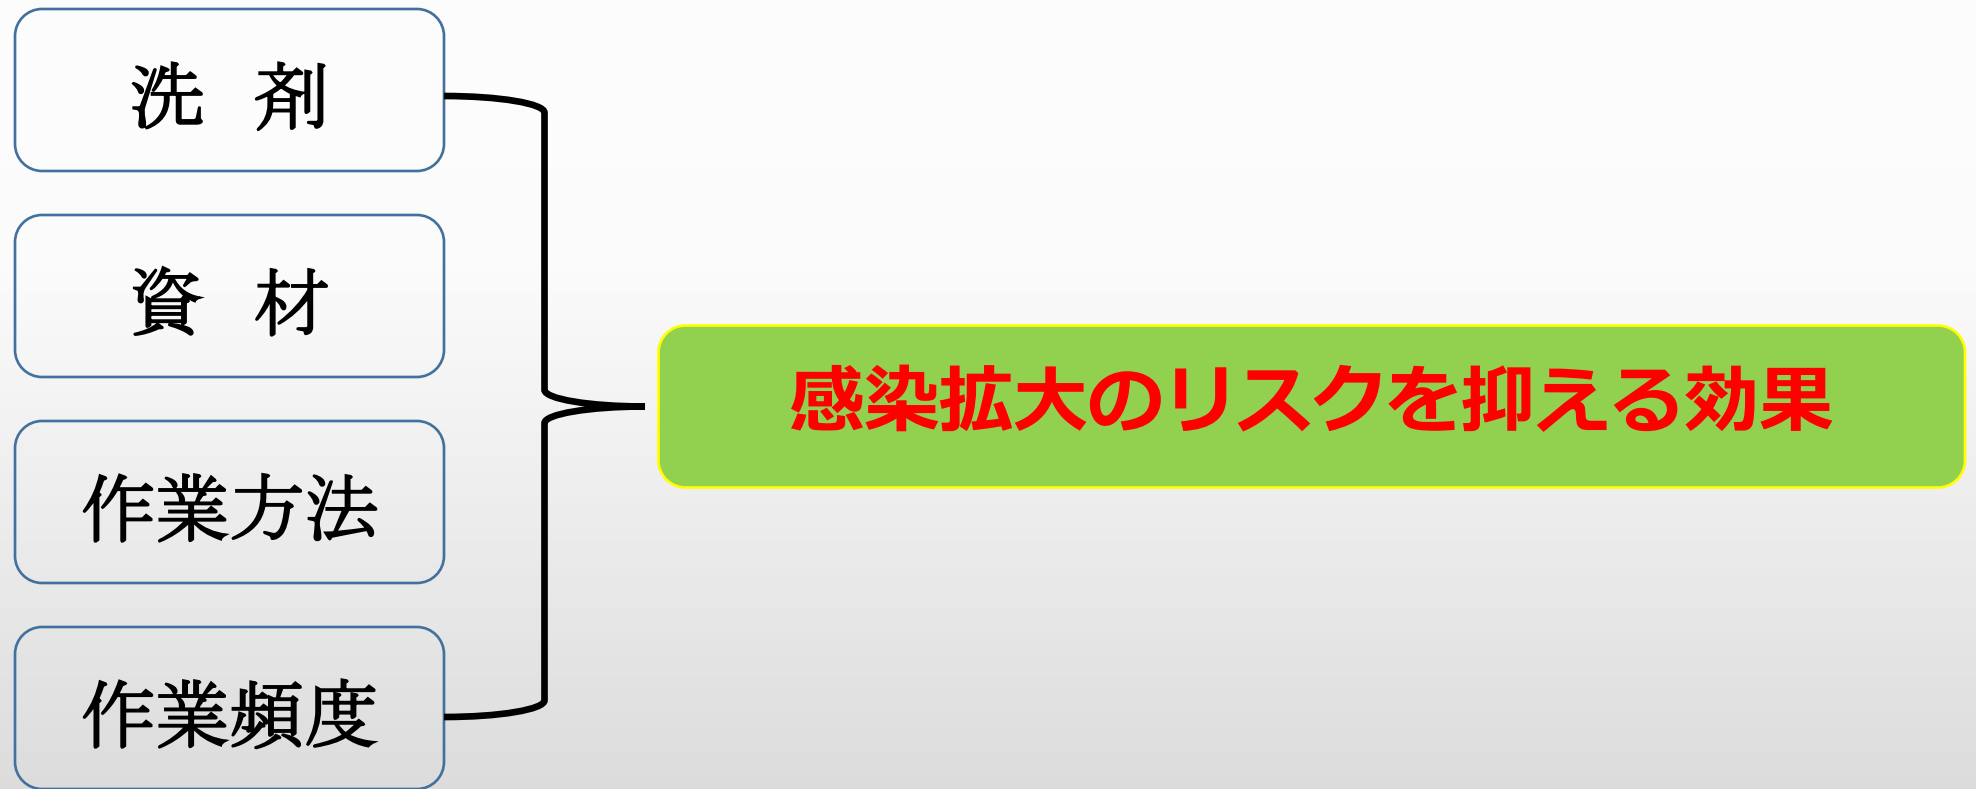 洗　剤
資　材
作業方法
作業頻度
感染拡大のリスクを抑える効果